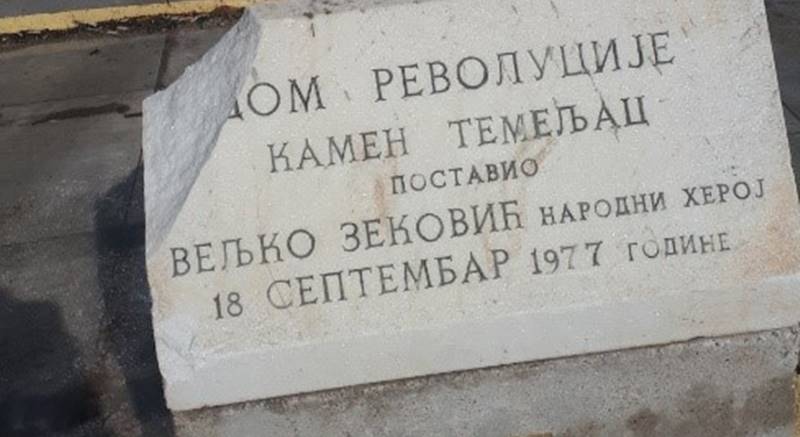 ДОМ РЕВОЛУЦИЈЕ
КАМЕН ТЕМЕЉАЦ
ПОСТАВИО
ВЕЉКО ЗЕКОВИЋ НАРОДНИ ХЕРОЈ
18 СЕПТЕМБАР 1977 ГОДИНЕ